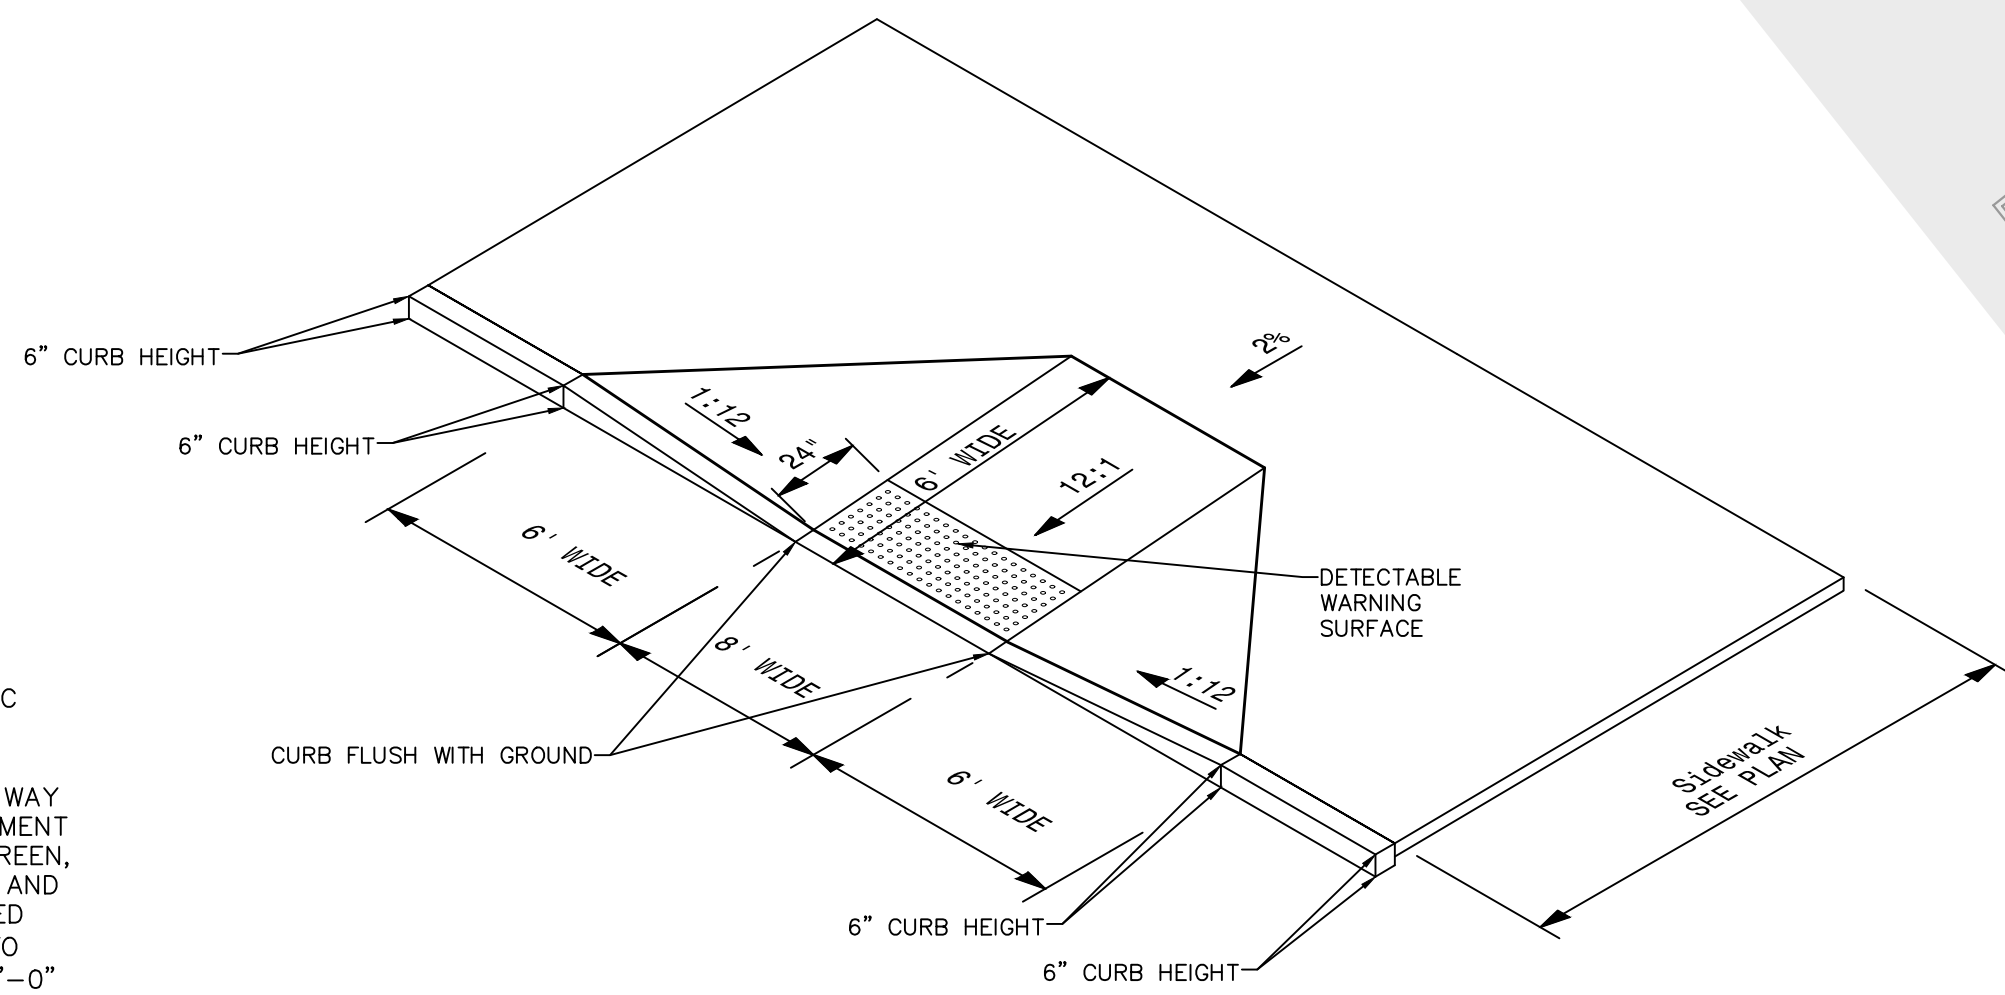 2%
6” CURB HEIGHT
1:12
6” CURB HEIGHT
24"
6' WIDE
12:1
6' WIDE
DETECTABLE
WARNING
SURFACE
8' WIDE
1:12
C
CURB FLUSH WITH GROUND
Sidewalk
SEE PLAN
6' WIDE
WAY
MENT
REEN,
AND
ED
6” CURB HEIGHT
TO
6” CURB HEIGHT
"–0”